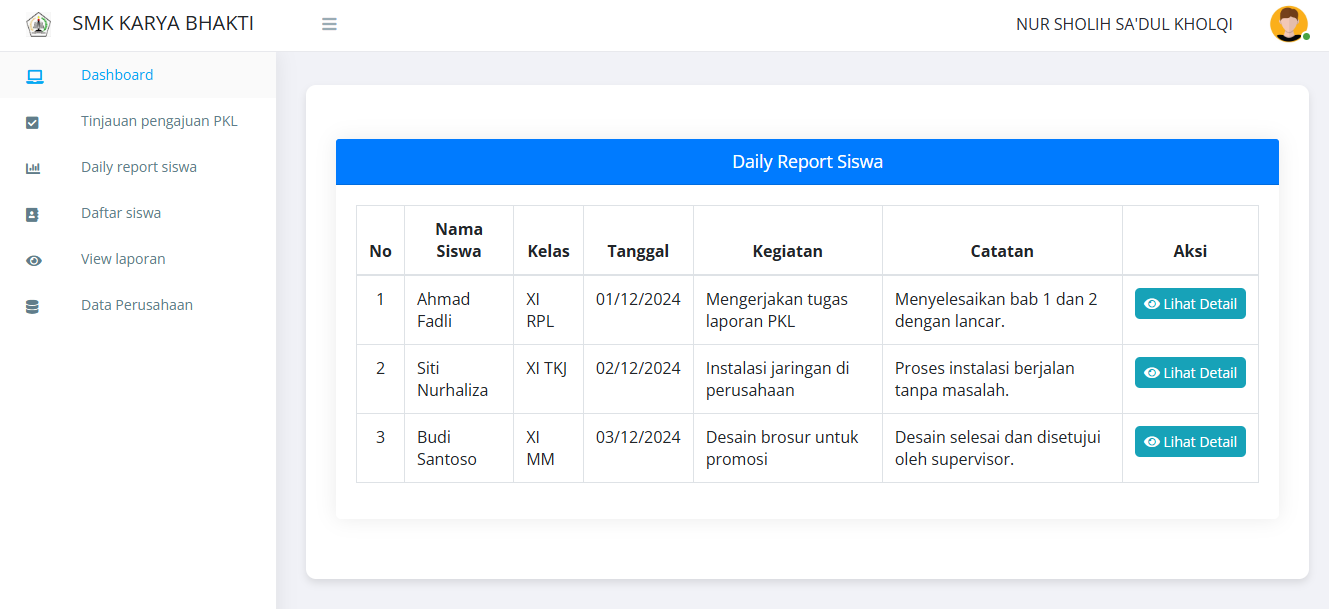 SMK KARYA BHAKTI
NUR SHOLIH SA'DUL KHOLQI
Dashboard
Tinjauan pengajuan PKL
Daily report siswa
Daftar siswa
View laporan
Data Perusahaan
Daily Report Siswa
No Nama Siswa Kelas Tanggal Kegiatan Catatan Aksi
1 Ahmad Fadli XI RPL 01/12/2024 Mengerjakan tugas laporan PKL Menyelesaikan bab 1 dan 2 dengan lancar. Lihat Detail
2 Siti Nurhaliza XI TKJ 02/12/2024 Instalasi jaringan di perusahaan Proses instalasi berjalan tanpa masalah. Lihat Detail
3 Budi Santoso XI MM 03/12/2024 Desain brosur untuk promosi Desain selesai dan disetujui oleh supervisor. Lihat Detail